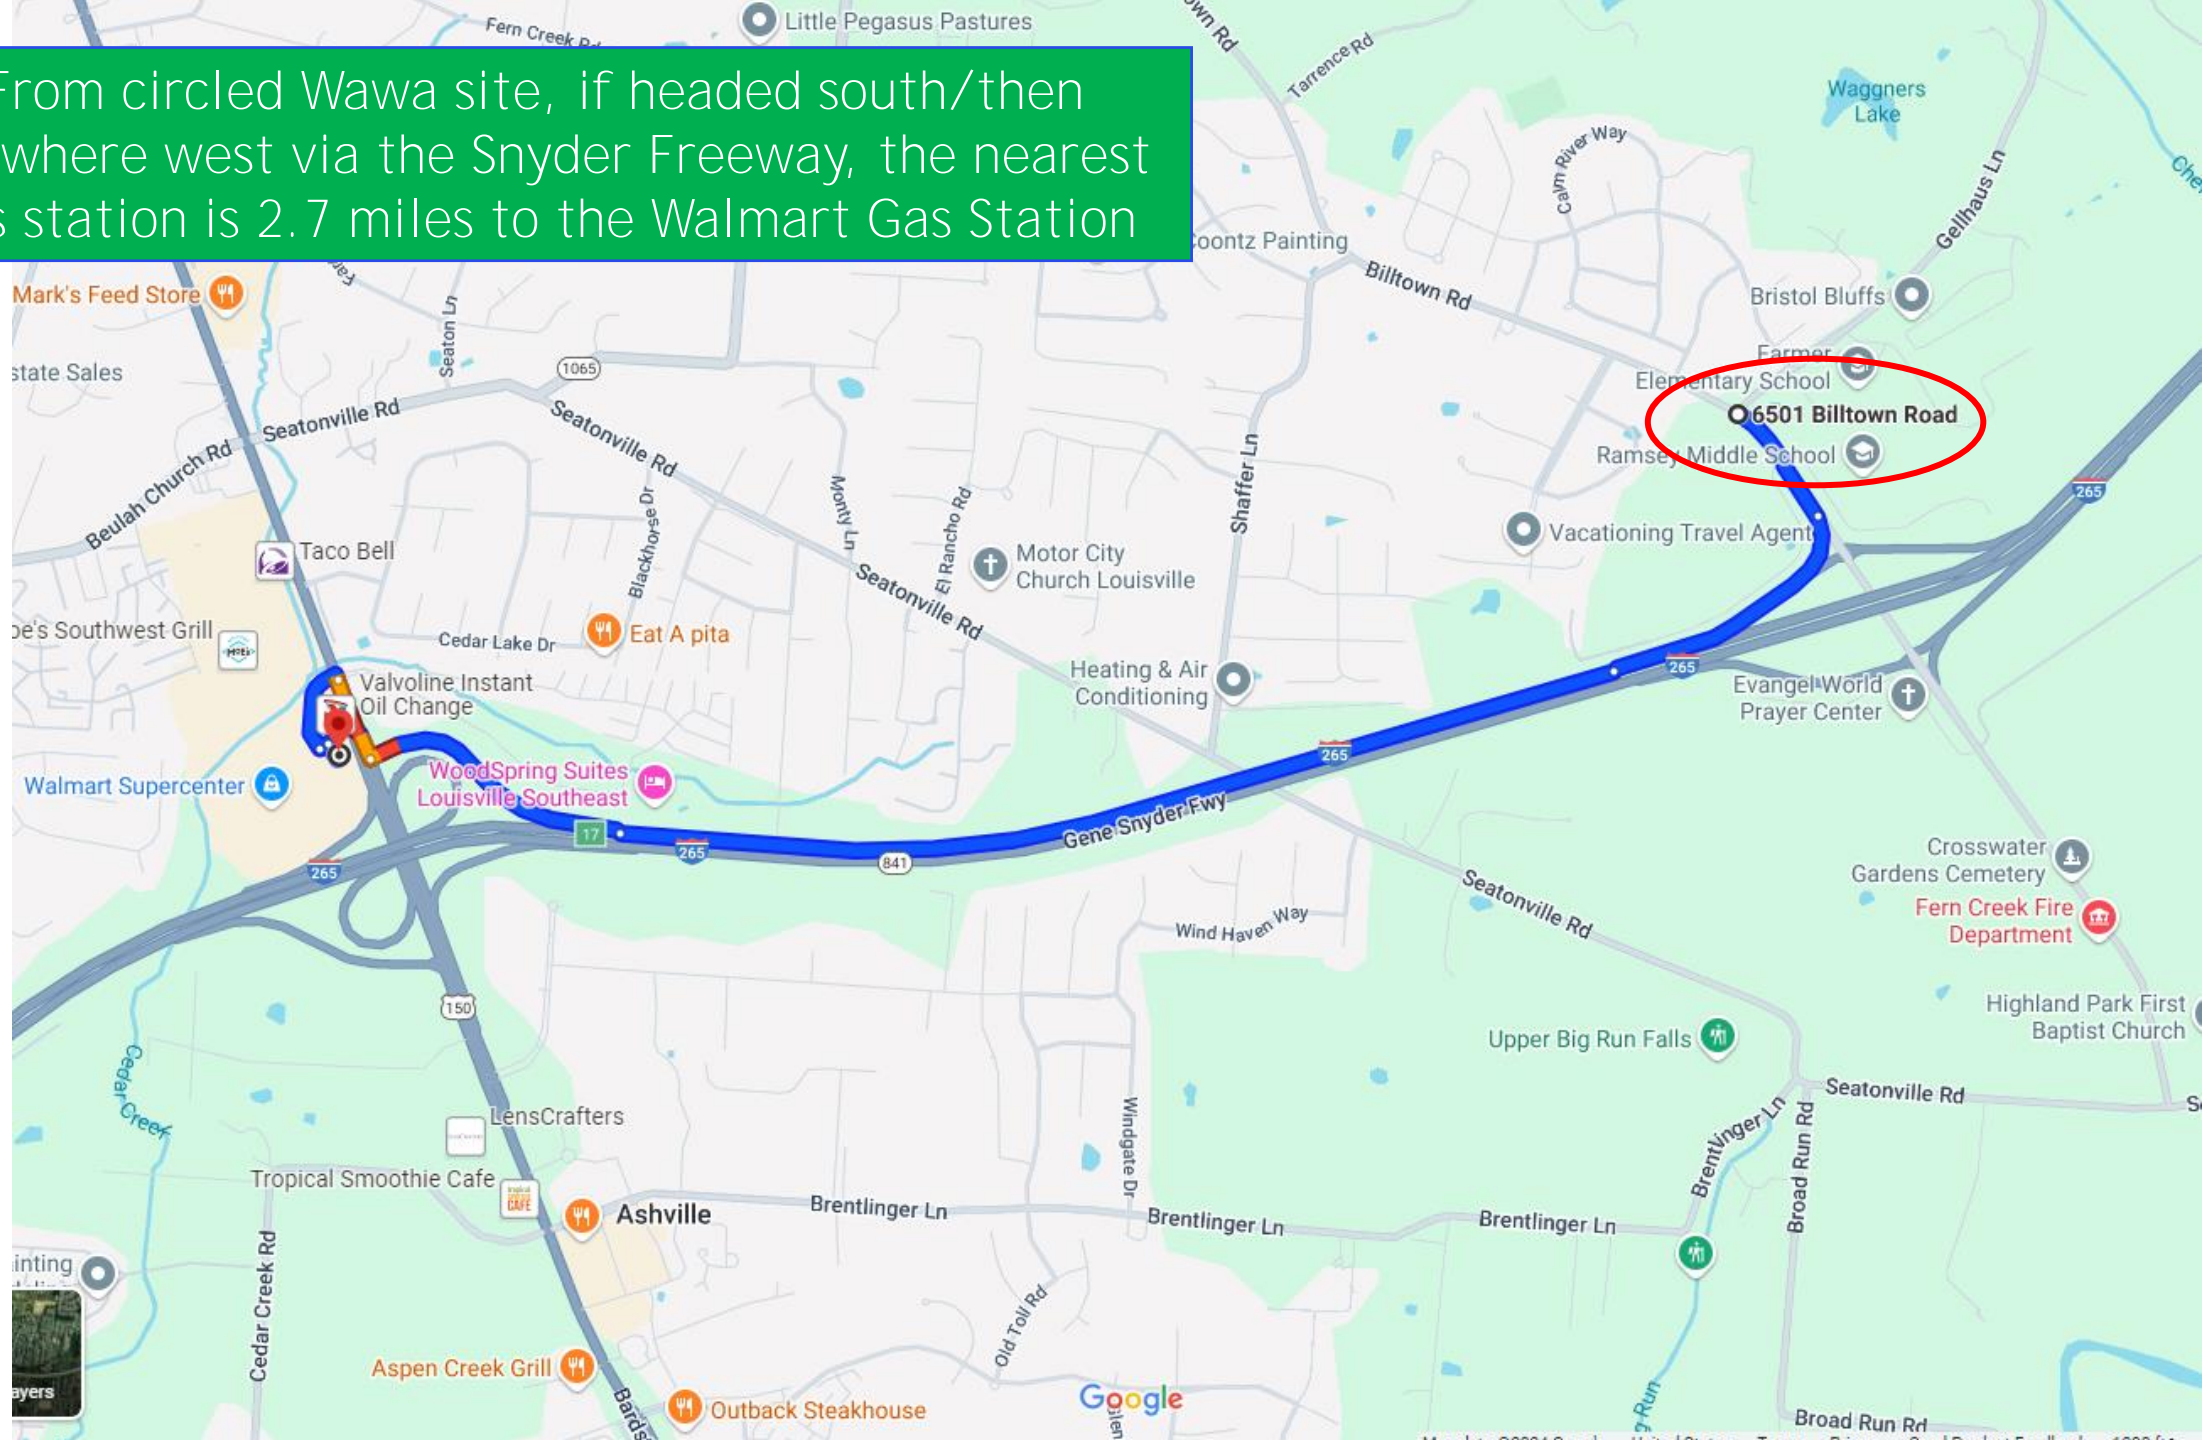 From circled Wawa site, if headed south/then
where west via the Snyder Freeway, the nearest
s station is 2.7 miles to the Walmart Gas Station
Little Pegasus Pastures
Fern Creek
Tarrence Rd
Waggners
Lake
Calm River Way
Gellhaus Ln
Coontz Painting
Billtown Rd
Bristol Bluffs
Mark's Feed Store
Seaton Ln
state Sales
1065
Farmer
Elementary School
6501 Billtown Road
Ramsey Middle School
265
Seatonville Rd
Seatonville Rd
Beulah Church Rd
Shaffer Ln
Monty Ln
El Rancho Rd
Blackhorse Dr
Taco Bell
Motor City
Church Louisville
Vacationing Travel Agent
Seatonville Rd
oe's Southwest Grill
MOE's
Cedar Lake Dr
Eat A pita
Heating & Air
Conditioning
265
Evangel World
Prayer Center
Valvoline Instant
Oil Change
Walmart Supercenter
WoodSpring Suites
Louisville Southeast
265
Gene Snyder Fwy
17
265
841
265
Crosswater
Gardens Cemetery
Fern Creek Fire
Department
Seatonville Rd
Wind Haven Way
150
Highland Park First
Baptist Church
Upper Big Run Falls
Cedar Creek
Seatonville Rd
LensCrafters
Windgate Dr
Brentlinger Ln
Broad Run Rd
Tropical Smoothie Cafe
CAFE
Ashville
Brentlinger Ln
Brentlinger Ln
Brentlinger Ln
Cedar Creek Rd
inting
Old Toll Rd
Aspen Creek Grill
ayers
Bards
Outback Steakhouse
Google
Glen
g Run
Broad Run Rd